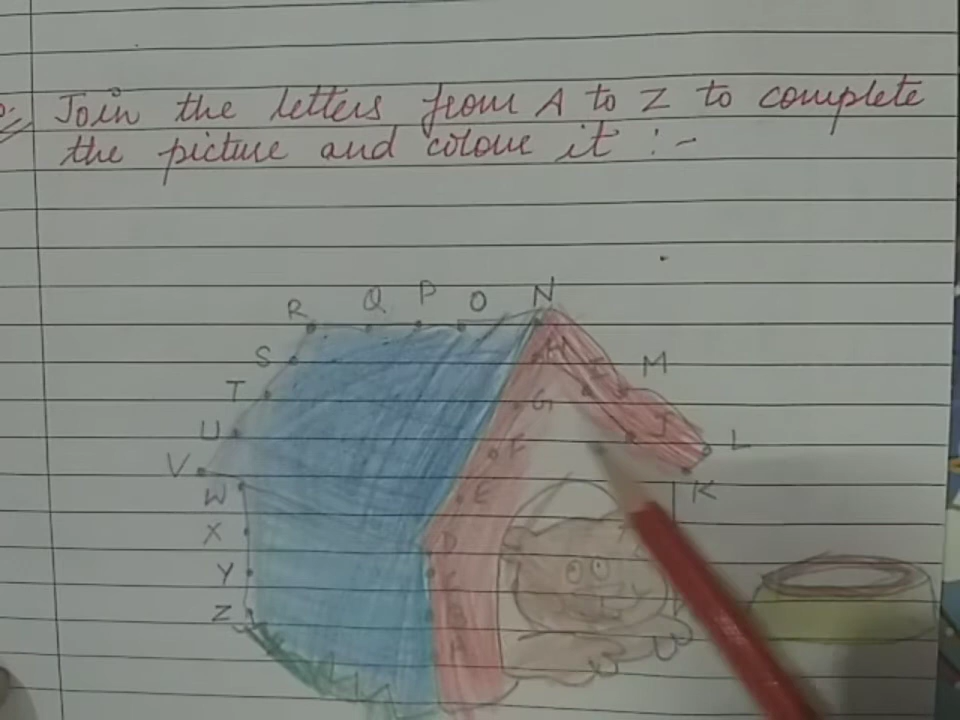 Join the letters from A to Z to complete
the picture and colour it :-
N
R Q P O
H
S I M
T G
U J L
V F
W E K
X D
Y C
Z B
A